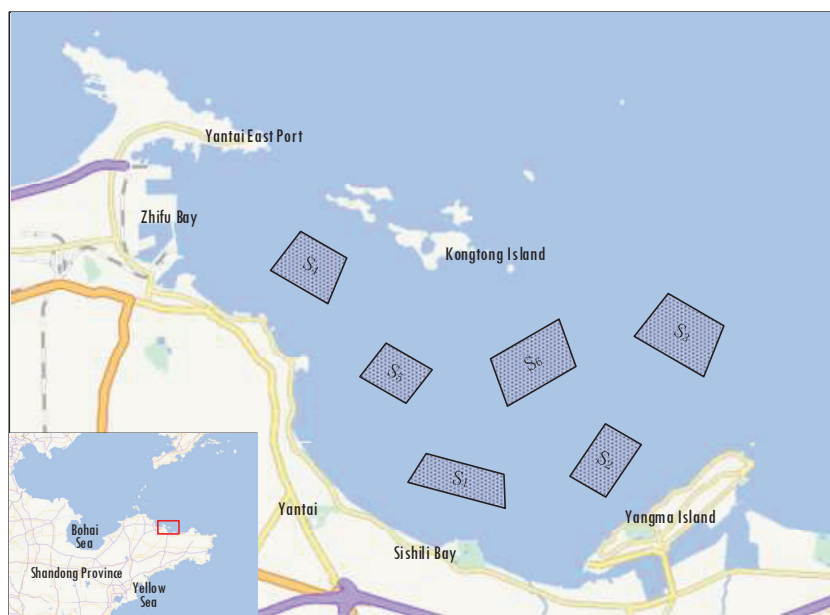 Yantai East Port
Zhifu Bay
Kongtong Island
S4
S3
S5
S6
S1
S2
Yantai
Sishili Bay
Yangma Island
Bohai
Sea
Shandong Province
Yellow
Sea